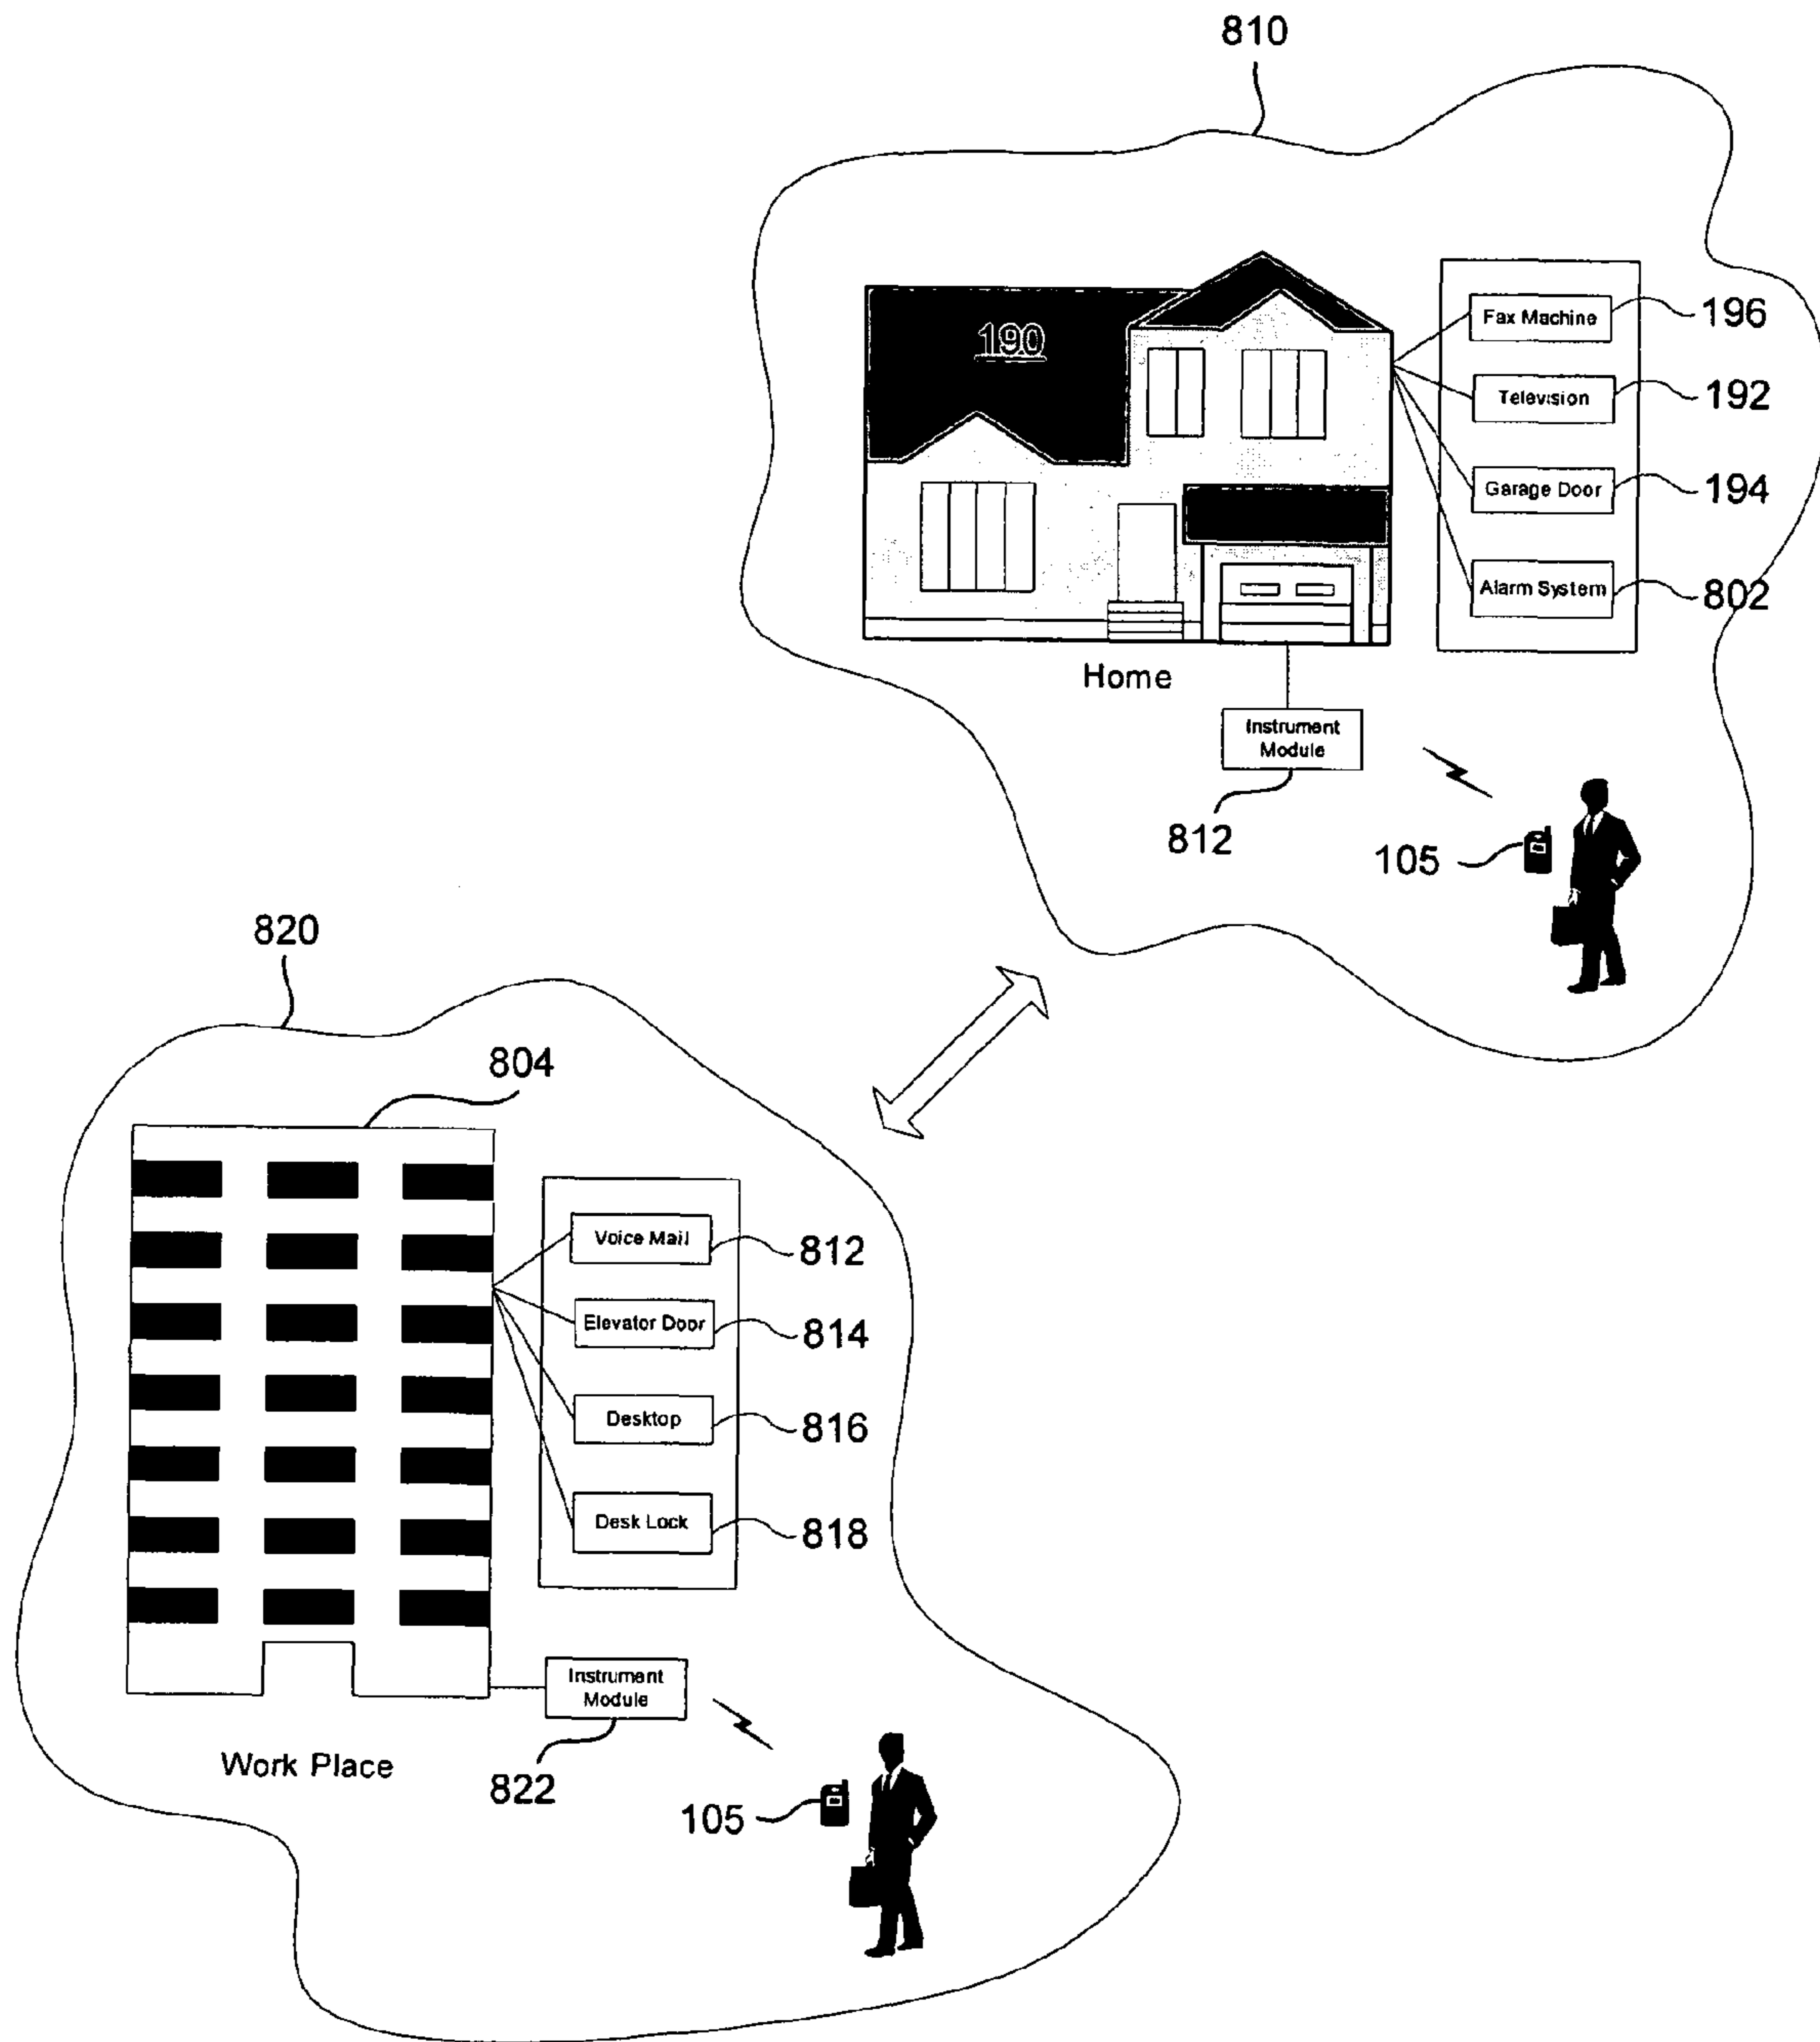 810
190
Fax Machine
196
Television
192
Garage Door
194
Alarm System
802
Home
Instrument
Module
812
105
820
804
Voice Mail
812
Elevator Door
814
Desktop
816
Desk Lock
818
Instrument
Module
822
Work Place
105